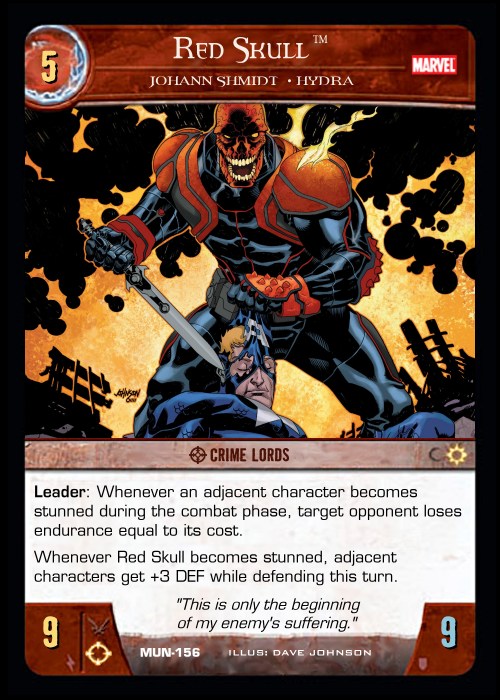 5
RED SKULL™
JOHANN SHMIDT • HYDRA
MARVEL
JOHNSON
CRIME LORDS
Leader: Whenever an adjacent character becomes
stunned during the combat phase, target opponent loses
endurance equal to its cost.
Whenever Red Skull becomes stunned, adjacent
characters get +3 DEF while defending this turn.
"This is only the beginning
of my enemy's suffering."
9
9
MUN-156 ILLUS: DAVE JOHNSON